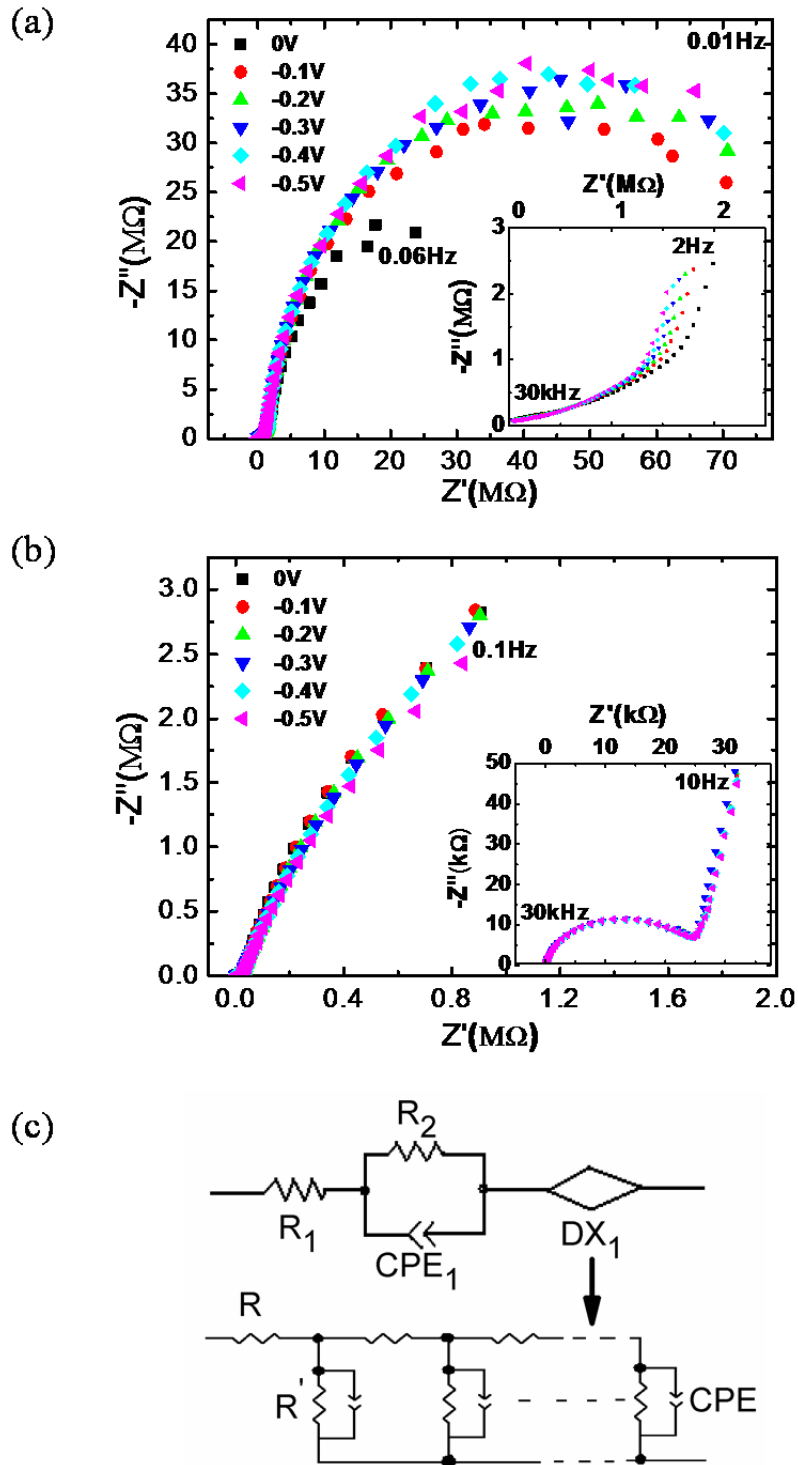 (a)
0V
-0.1V
-0.2V
-0.3V
-0.4V
-0.5V
0.01Hz
0.06Hz
40
35
30
25
20
15
10
5
0
-Z''(MΩ)
0 10 20 30 40 50 60 70
Z'(MΩ)
Z'(MΩ)
0 1 2
3
2
1
0
-Z''(MΩ)
2Hz
30kHz
(b)
0V
-0.1V
-0.2V
-0.3V
-0.4V
-0.5V
0.1Hz
3.0
2.5
2.0
1.5
1.0
0.5
0.0
-Z''(MΩ)
0.0 0.4 0.8 1.2 1.6 2.0
Z'(MΩ)
Z'(kΩ)
0 10 20 30
50
40
30
20
10
0
-Z''(kΩ)
10Hz
30kHz
(c)
R2
R1
CPE1
DX1
R
R'
CPE